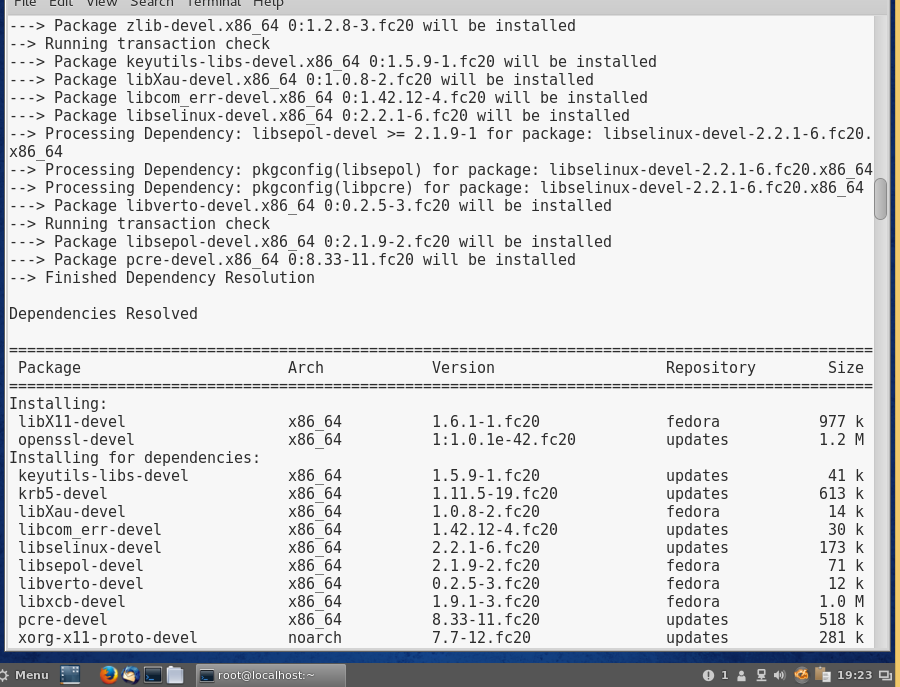 File Edit View Search Terminal Help
---> Package zlib-devel.x86_64 0:1.2.8-3.fc20 will be installed
--> Running transaction check
---> Package keyutils-libs-devel.x86_64 0:1.5.9-1.fc20 will be installed
---> Package libXau-devel.x86_64 0:1.0.8-2.fc20 will be installed
---> Package libcom_err-devel.x86_64 0:1.42.12-4.fc20 will be installed
---> Package libselinux-devel.x86_64 0:2.2.1-6.fc20 will be installed
--> Processing Dependency: libsepol-devel >= 2.1.9-1 for package: libselinux-devel-2.2.1-6.fc20.
x86_64
--> Processing Dependency: pkgconfig(libsepol) for package: libselinux-devel-2.2.1-6.fc20.x86_64
--> Processing Dependency: pkgconfig(libpcre) for package: libselinux-devel-2.2.1-6.fc20.x86_64
---> Package libverto-devel.x86_64 0:0.2.5-3.fc20 will be installed
--> Running transaction check
---> Package libsepol-devel.x86_64 0:2.1.9-2.fc20 will be installed
---> Package pcre-devel.x86_64 0:8.33-11.fc20 will be installed
--> Finished Dependency Resolution
Dependencies Resolved
================================================================================================
Package Arch Version Repository Size
================================================================================================
Installing:
libX11-devel x86_64 1.6.1-1.fc20 fedora 977 k
openssl-devel x86_64 1:1.0.1e-42.fc20 updates 1.2 M
Installing for dependencies:
keyutils-libs-devel x86_64 1.5.9-1.fc20 updates 41 k
krb5-devel x86_64 1.11.5-19.fc20 updates 613 k
libXau-devel x86_64 1.0.8-2.fc20 fedora 14 k
libcom_err-devel x86_64 1.42.12-4.fc20 updates 30 k
libselinux-devel x86_64 2.2.1-6.fc20 updates 173 k
libsepol-devel x86_64 2.1.9-2.fc20 fedora 71 k
libverto-devel x86_64 0.2.5-3.fc20 fedora 12 k
libxcb-devel x86_64 1.9.1-3.fc20 fedora 1.0 M
pcre-devel x86_64 8.33-11.fc20 updates 518 k
xorg-x11-proto-devel noarch 7.7-12.fc20 updates 281 k
Menu root@localhost:~ 1 19:23